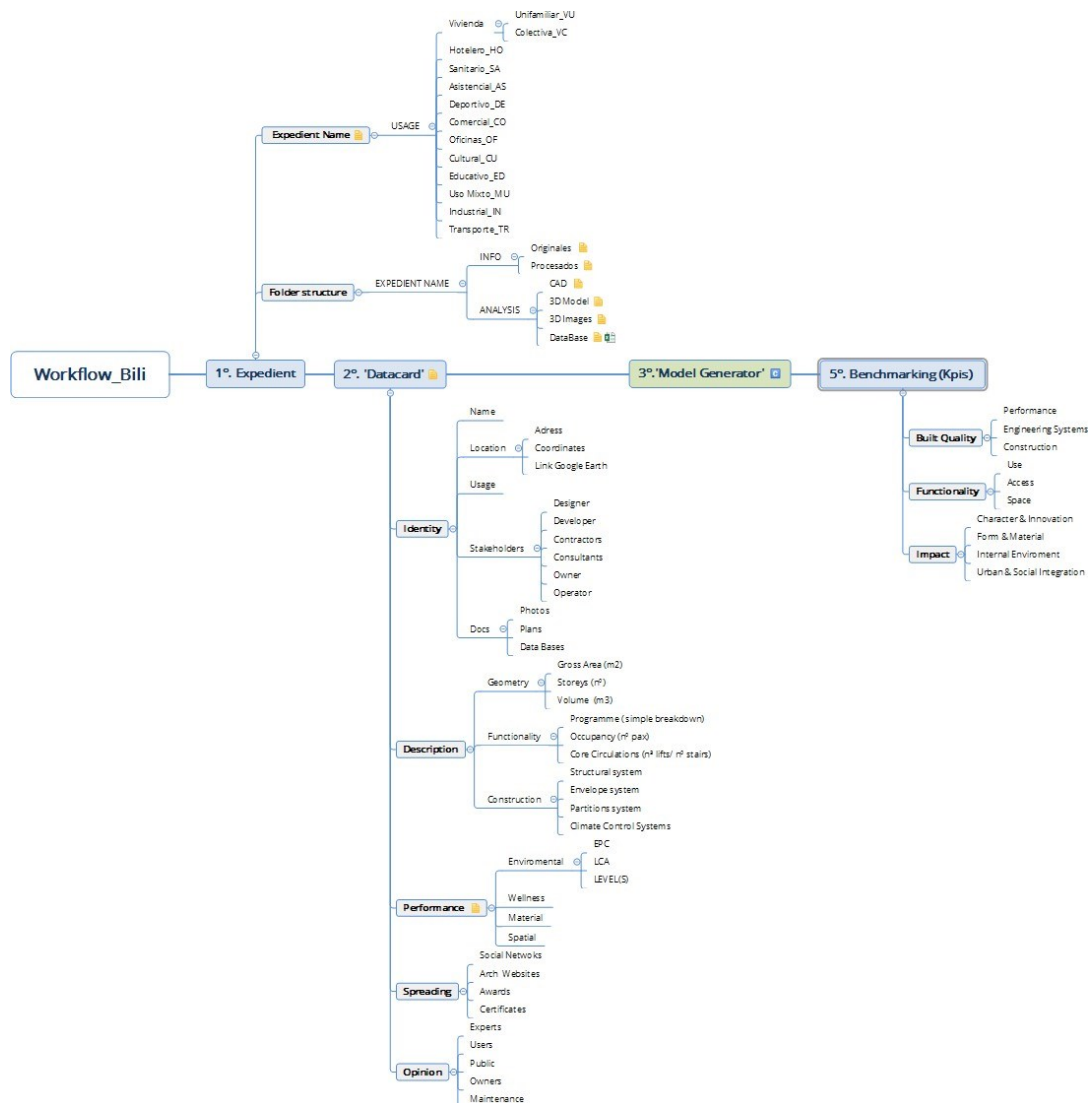 Unifamiliar_VU
Vivienda
Colectiva_VC
Hotelero_HO
Sanitario_SA
Asistencial_AS
Deportivo_DE
USAGE
Comercial_CO
Expedient Name
Oficinas_OF
Cultural_CU
Educativo_ED
Uso Mixto_MU
Industrial_IN
Transporte_TR
Originales
INFO
Procesados
Folder structure
EXPEDIENT NAME
CAD
3D Model
ANALYSIS
3D Images
DataBase
Workflow_Bili
1º. Expedient
2º. 'Datacard'
3º.'Model Generator'
5º. Benchmarking (Kpis)
Name
Adress
Location
Coordinates
Link Google Earth
Usage
Identity
Designer
Developer
Contractors
Stakeholders
Consultants
Owner
Operator
Photos
Docs
Plans
Data Bases
Gross Area (m2)
Geometry
Storeys (nº)
Volume (m3)
Description
Programme (simple breakdown)
Functionality
Occupancy (nº pax)
Core Circulations (nª lifts/ nº stairs)
Structural system
Envelope system
Construction
Partitions system
Climate Control Systems
EPC
Enviromental
LCA
LEVEL(S)
Performance
Wellness
Material
Spatial
Social Netwoks
Arch Websites
Spreading
Awards
Certificates
Experts
Users
Public
Opinion
Owners
Maintenance
Performance
Built Quality
Engineering Systems
Construction
Use
Functionality
Access
Space
Character & Innovation
Form & Material
Impact
Internal Enviroment
Urban & Social Integration